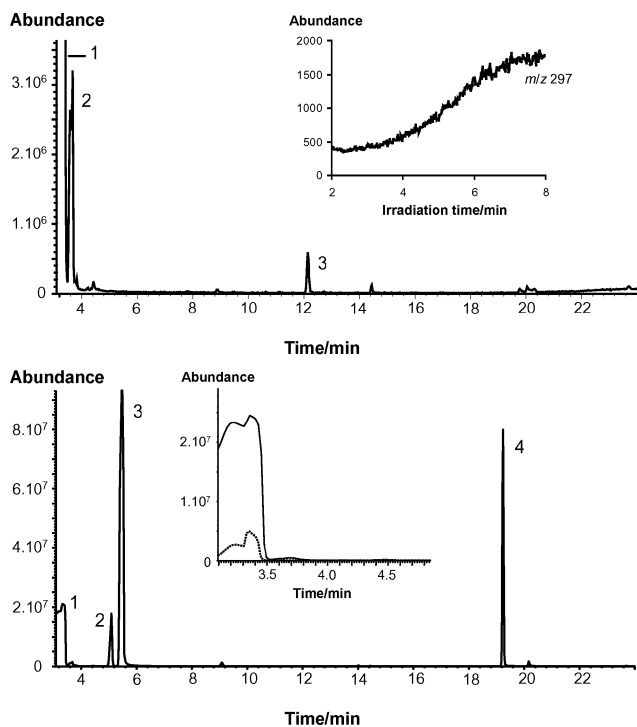 Abundance
1
2
3
3.10⁶
2.10⁶
1.10⁶
0
4 6 8 10 12 14 16 18 20 22
Time/min
Abundance
2000
1500
1000
500
0
m/z 297
2 4 6 8
Irradiation time/min
Abundance
8.10⁷
6.10⁷
4.10⁷
2.10⁷
0
1
2
3
4
4 6 8 10 12 14 16 18 20 22
Time/min
Abundance
2.10⁷
1.10⁷
0
3.5 4.0 4.5
Time/min